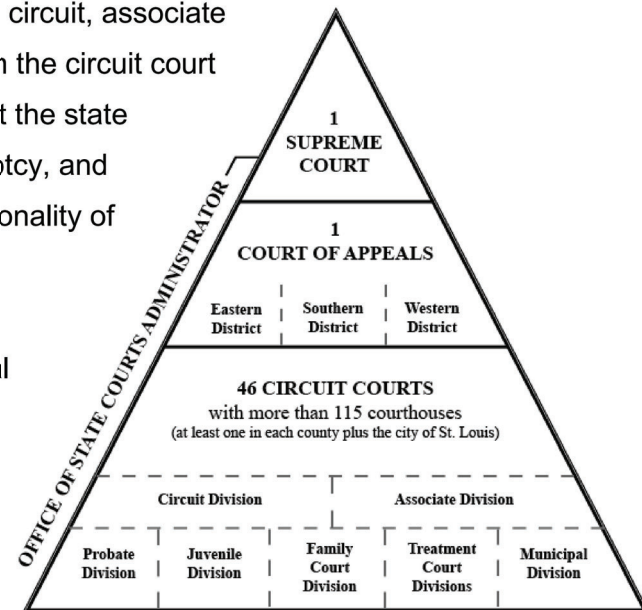 circuit, associate
the circuit court
the state
and
of
1
SUPREME
COURT
OFFICE OF STATE COURTS ADMINISTRATOR
1
COURT OF APPEALS
Eastern
District
Southern
District
Western
District
46 CIRCUIT COURTS
with more than 115 courthouses
(at least one in each county plus the city of St. Louis)
Circuit Division
Associate Division
Probate
Division
Juvenile
Division
Family
Court
Division
Treatment
Court
Divisions
Municipal
Division